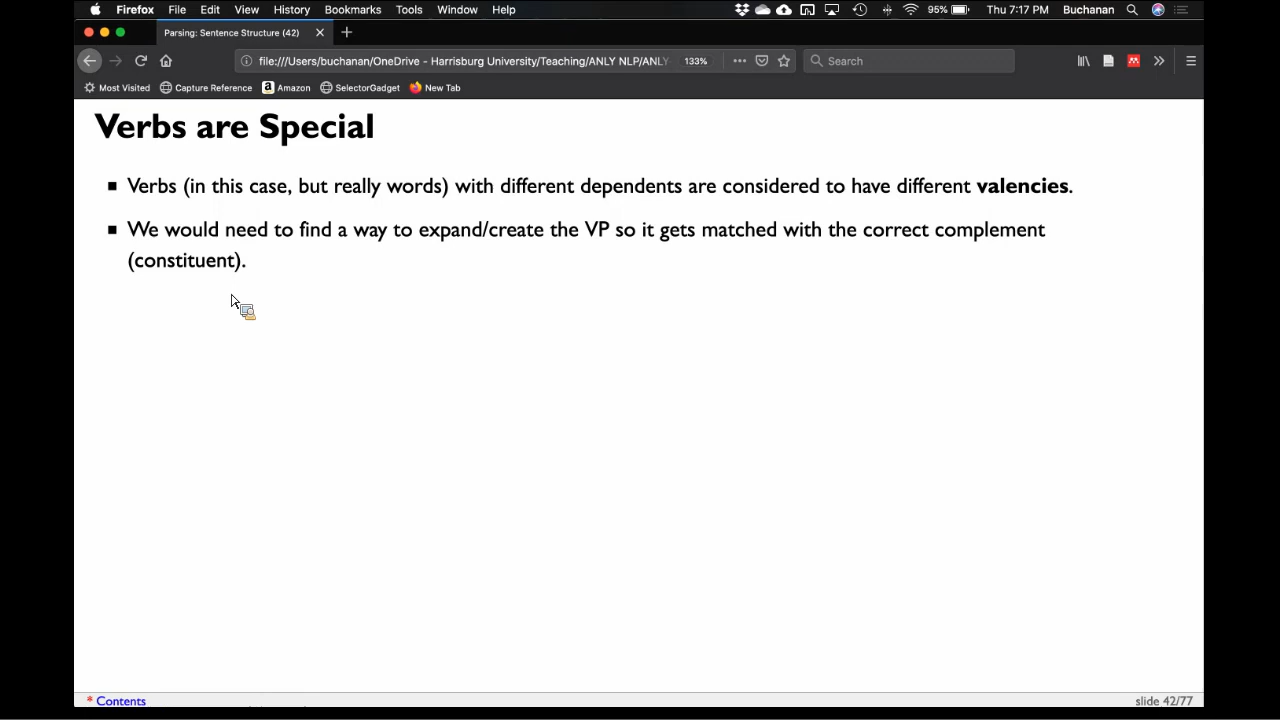 Firefox File Edit View History Bookmarks Tools Window Help 95% Thu 7:17 PM Buchanan
Parsing: Sentence Structure (42)
file:///Users/buchanan/OneDrive - Harrisburg University/Teaching/ANLY NLP/ANLY 133% Search
Most Visited Capture Reference Amazon SelectorGadget New Tab
Verbs are Special
Verbs (in this case, but really words) with different dependents are considered to have different valencies.
We would need to find a way to expand/create the VP so it gets matched with the correct complement
(constituent).
* Contents slide 42/77